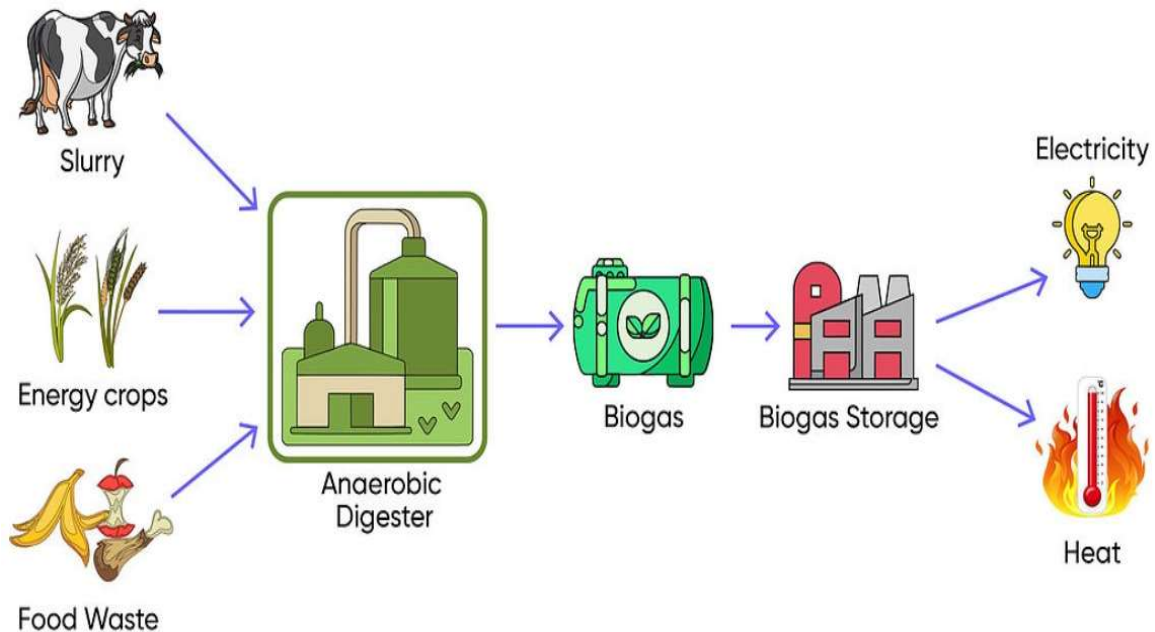 Slurry
Energy crops
Food Waste
Anaerobic
Digester
Biogas
Biogas Storage
Electricity
Heat